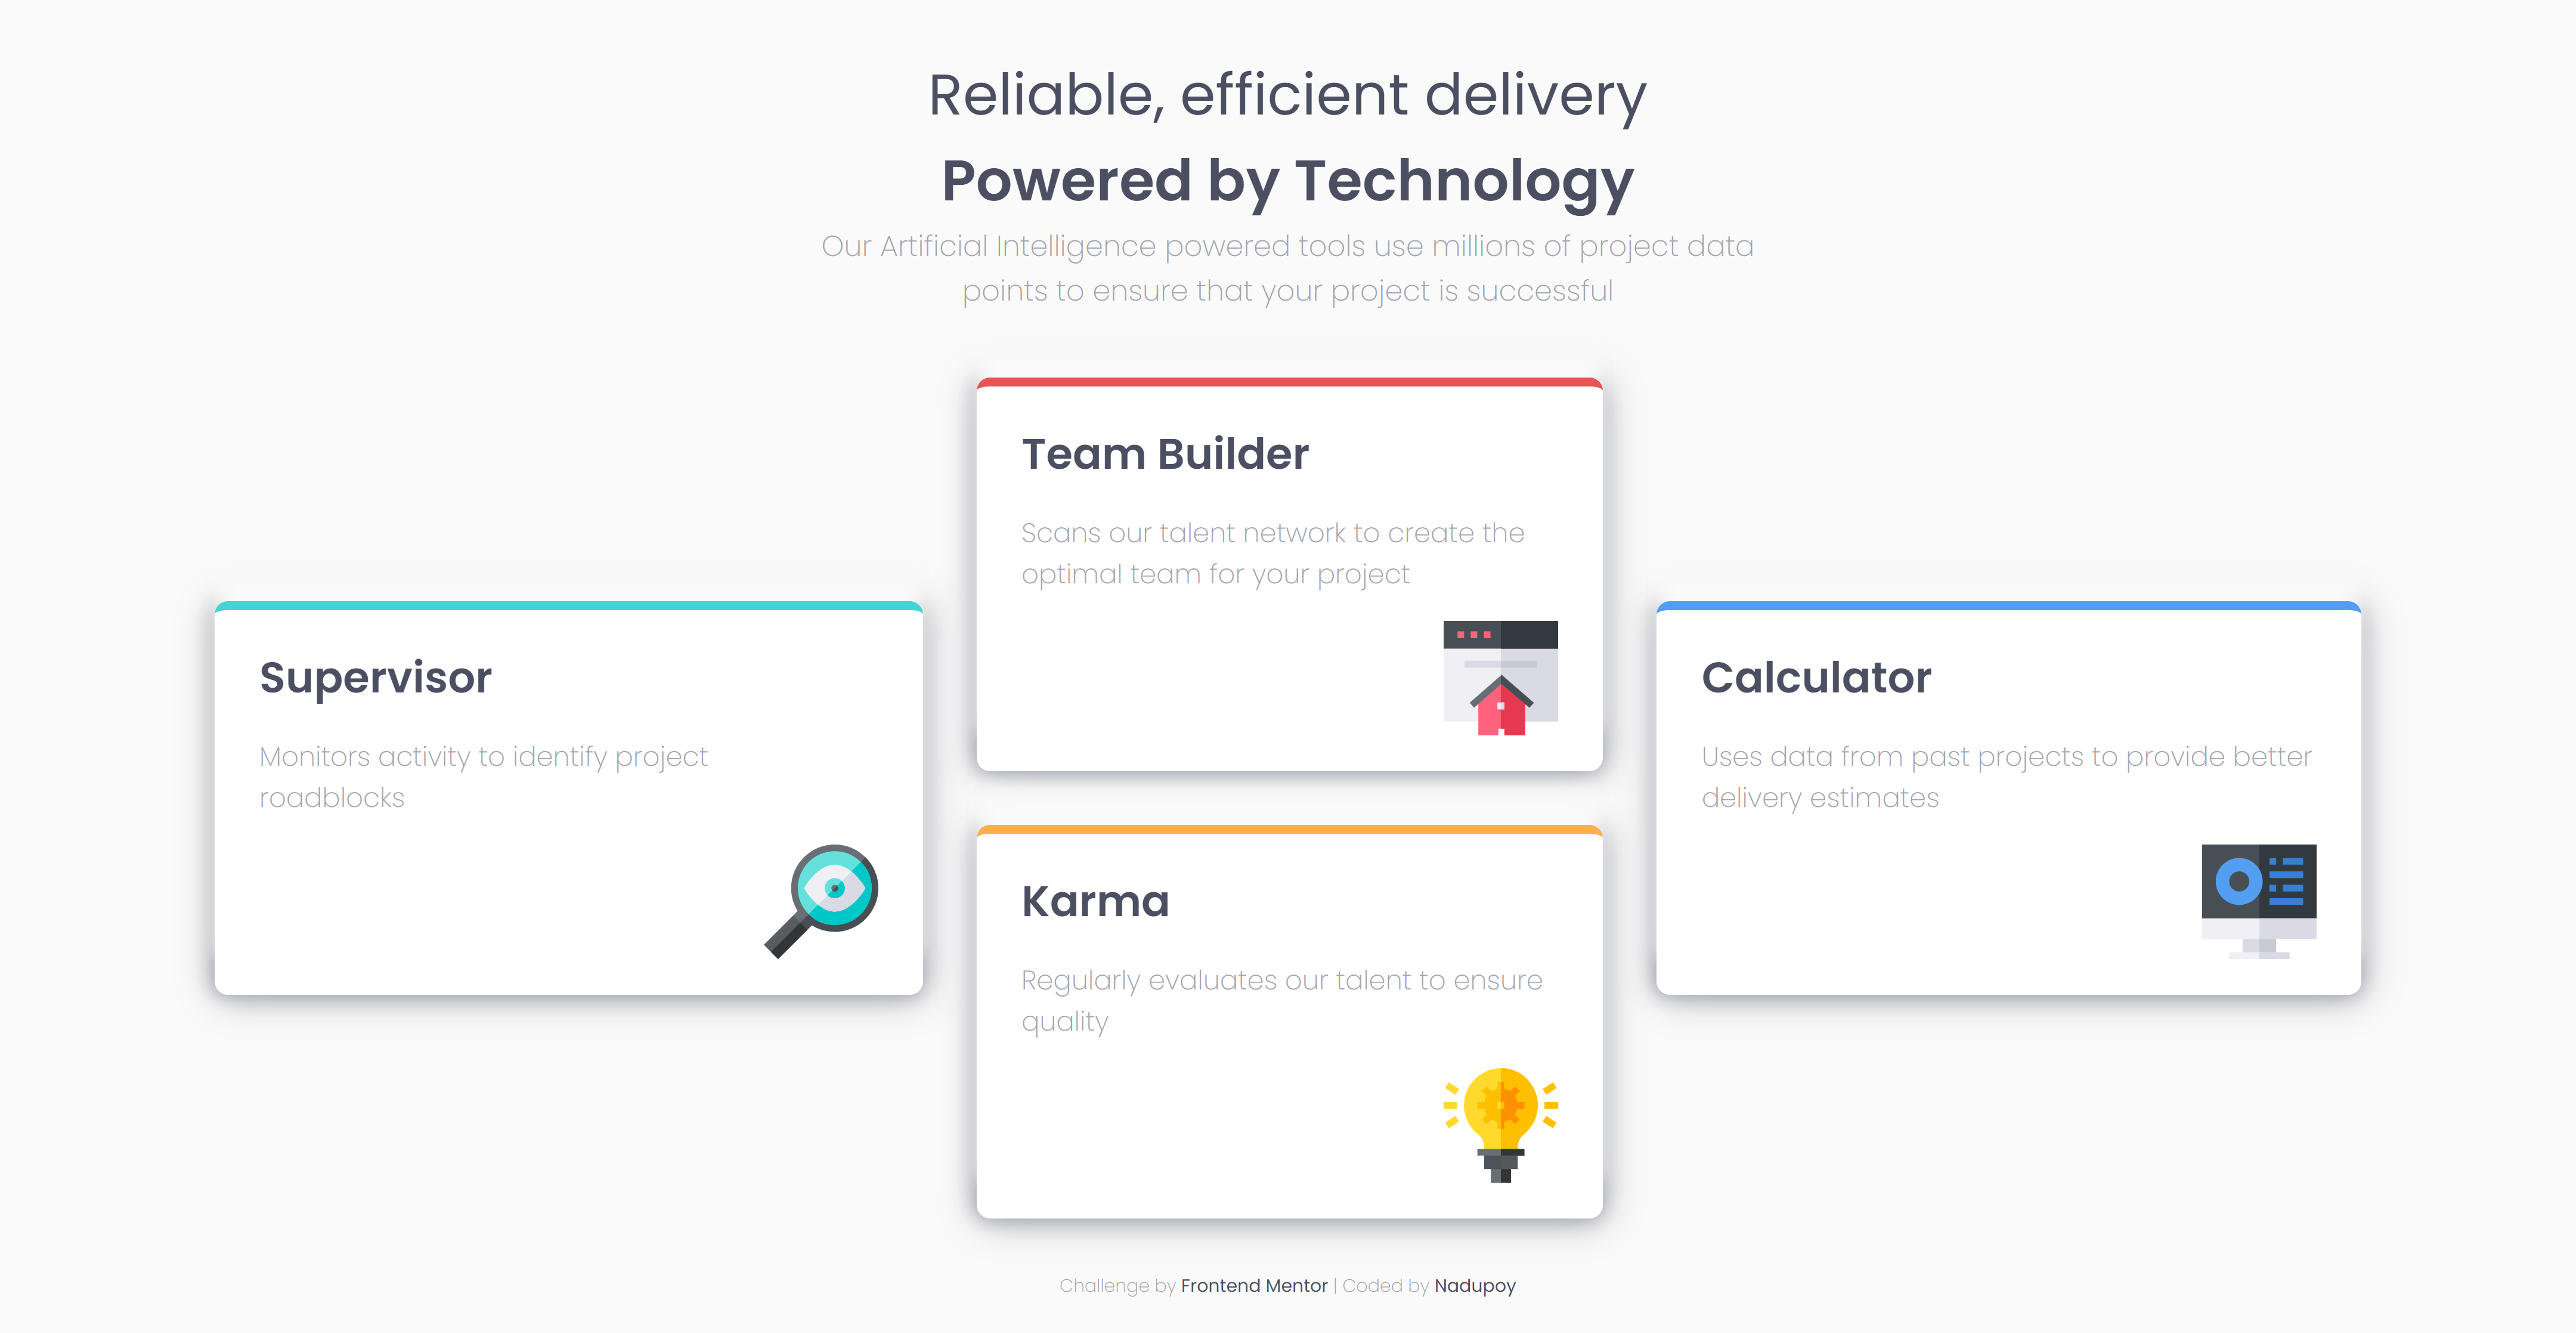 Reliable, efficient delivery
Powered by Technology
Our Artificial Intelligence powered tools use millions of project data
points to ensure that your project is successful
Supervisor
Monitors activity to identify project
roadblocks
Team Builder
Scans our talent network to create the
optimal team for your project
Karma
Regularly evaluates our talent to ensure
quality
Calculator
Uses data from past projects to provide better
delivery estimates
Challenge by Frontend Mentor | Coded by Nadupoy